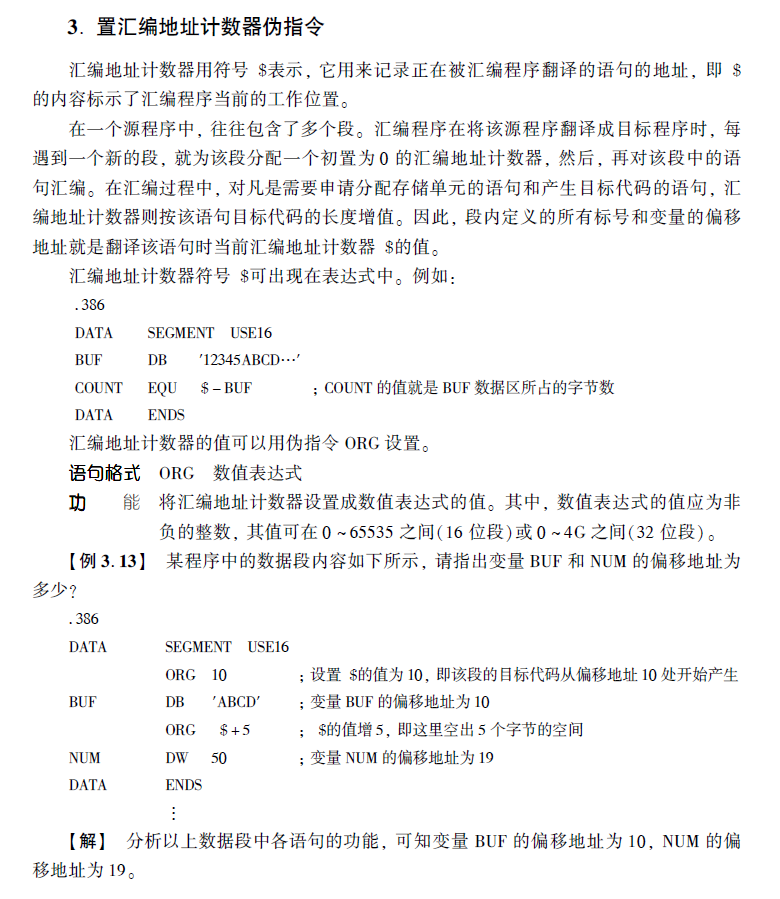 3. 置汇编地址计数器伪指令
汇编地址计数器用符号 $表示, 它用来记录正在被汇编程序翻译的语句的地址, 即 $
的内容标示了汇编程序当前的工作位置。
在一个源程序中, 往往包含了多个段。汇编程序在将该源程序翻译成目标程序时, 每
遇到一个新的段, 就为该段分配一个初置为 0 的汇编地址计数器, 然后, 再对该段中的语
句汇编。在汇编过程中, 对凡是需要申请分配存储单元的语句和产生目标代码的语句, 汇
编地址计数器则按该语句目标代码的长度增值。因此, 段内定义的所有标号和变量的偏移
地址就是翻译该语句时当前汇编地址计数器 $的值。
汇编地址计数器符号 $可出现在表达式中。例如:
.386
DATA SEGMENT USE16
BUF DB ′12345ABCD…′
COUNT EQU $-BUF ; COUNT 的值就是 BUF 数据区所占的字节数
DATA ENDS
汇编地址计数器的值可以用伪指令 ORG 设置。
语句格式 ORG 数值表达式
功 能 将汇编地址计数器设置成数值表达式的值。其中, 数值表达式的值应为非
负的整数, 其值可在 0~65535 之间(16 位段)或 0~4G 之间(32 位段)。
【例 3.13】 某程序中的数据段内容如下所示, 请指出变量 BUF 和 NUM 的偏移地址为
多少?
.386
DATA SEGMENT USE16
ORG 10 ; 设置 $的值为 10, 即该段的目标代码从偏移地址 10 处开始产生
BUF DB ′ABCD′ ; 变量 BUF 的偏移地址为 10
ORG $+5 ; $的值增 5, 即这里空出 5 个字节的空间
NUM DW 50 ; 变量 NUM 的偏移地址为 19
DATA ENDS
⋮
【解】 分析以上数据段中各语句的功能, 可知变量 BUF 的偏移地址为 10, NUM 的偏
移地址为 19。